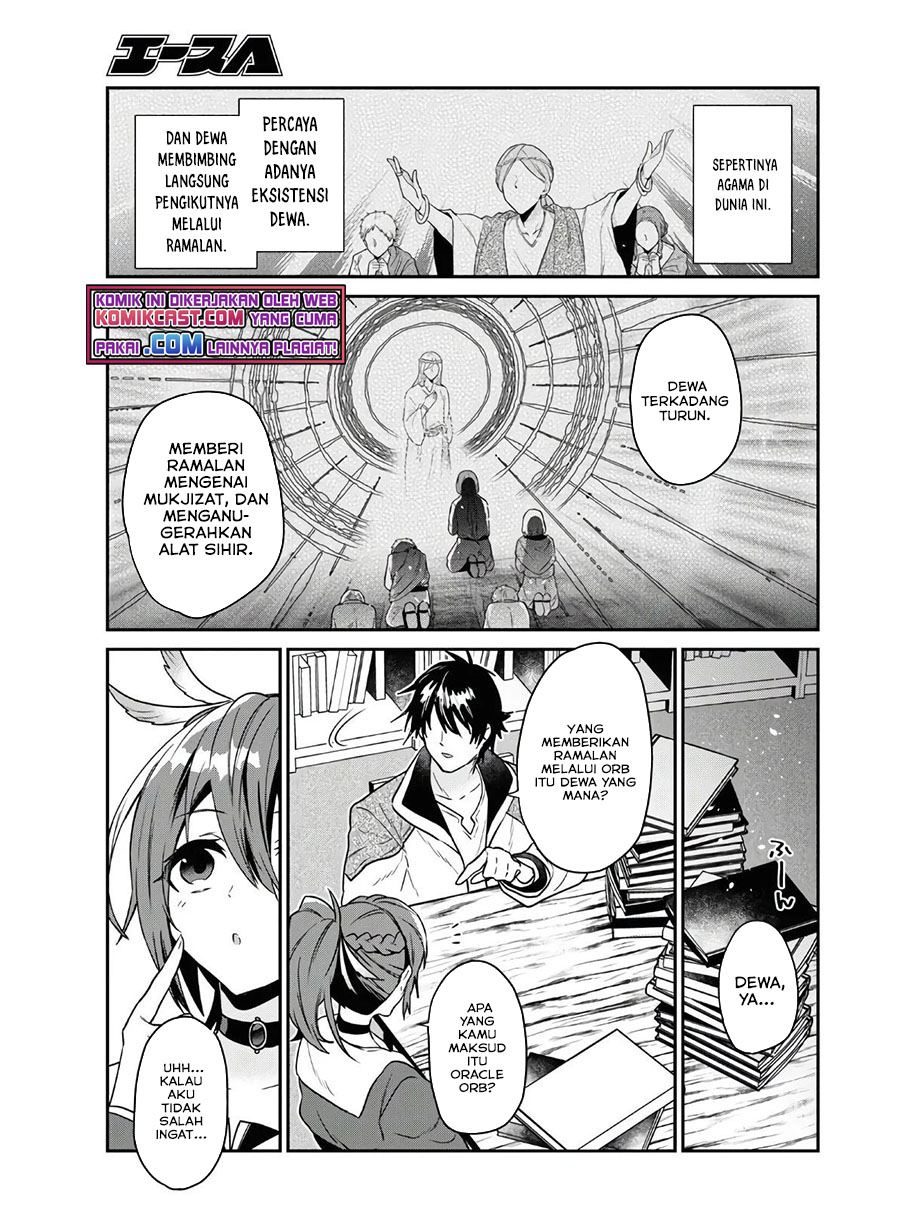 エースA
SEPERTINYA
AGAMA DI
DUNIA INI.
PERCAYA
DENGAN
ADANYA
EKSISTENSI
DEWA.
DAN DEWA
MEMBIMBING
LANGSUNG
PENGIKUTNYA
MELALUI
RAMALAN.
KOMIK INI DIKERJAKAN OLEH WEB
KOMIKCAST.COM YANG CUMA
PAKAI .COM LAINNYA PLAGIAT!
DEWA
TERKADANG
TURUN.
MEMBERI
RAMALAN
MENGENAI
MUKJIZAT, DAN
MENGANU-
GERAHKAN
ALAT SIHIR.
ふーん
DEWA,
YA...
YANG
MEMBERIKAN
RAMALAN
MELALUI ORB
ITU DEWA YANG
MANA?
APA
YANG
KAMU
MAKSUD
ITU
ORACLE
ORB?
UHH...
KALAU
AKU
TIDAK
SALAH
INGAT...